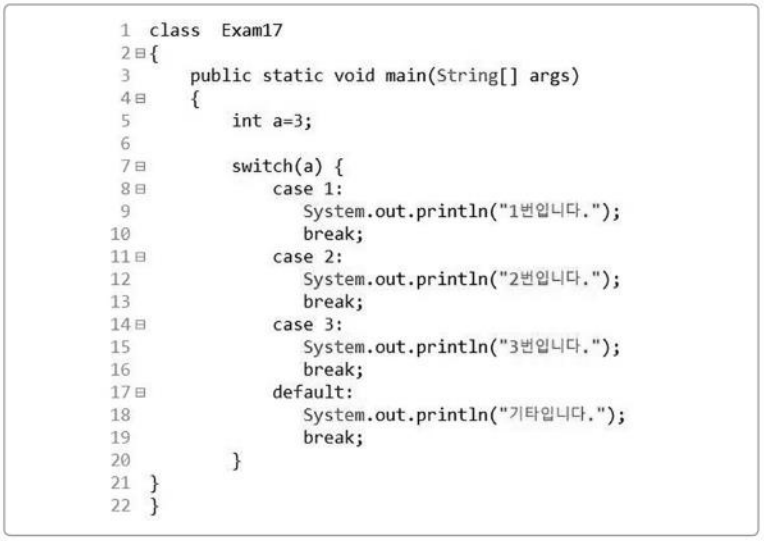 1 class  Exam17
2 {
3     public static void main(String[] args)
4     {
5         int a=3;
6
7         switch(a) {
8             case 1:
9                System.out.println("1번입니다.");
10                break;
11             case 2:
12                System.out.println("2번입니다.");
13                break;
14             case 3:
15                System.out.println("3번입니다.");
16                break;
17             default:
18                System.out.println("기타입니다.");
19                break;
20         }
21 }
22 }